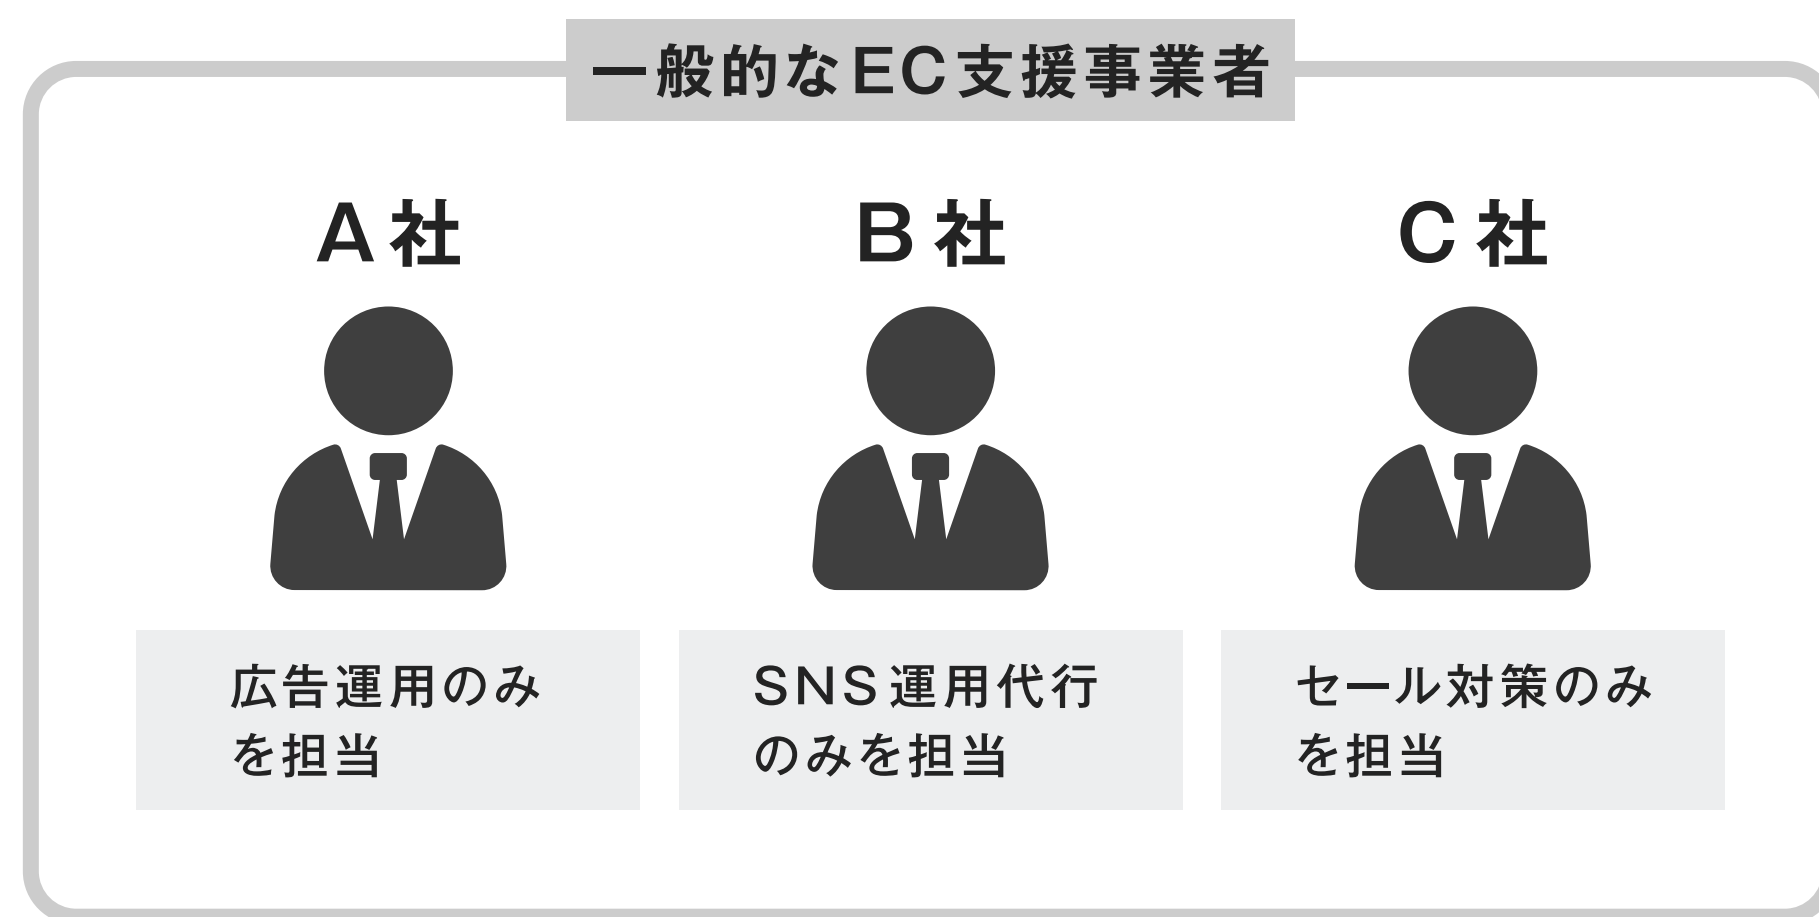 一般的なEC支援事業者
A社
B社
C社
広告運用のみ
を担当
SNS運用代行
のみを担当
セール対策のみ
を担当